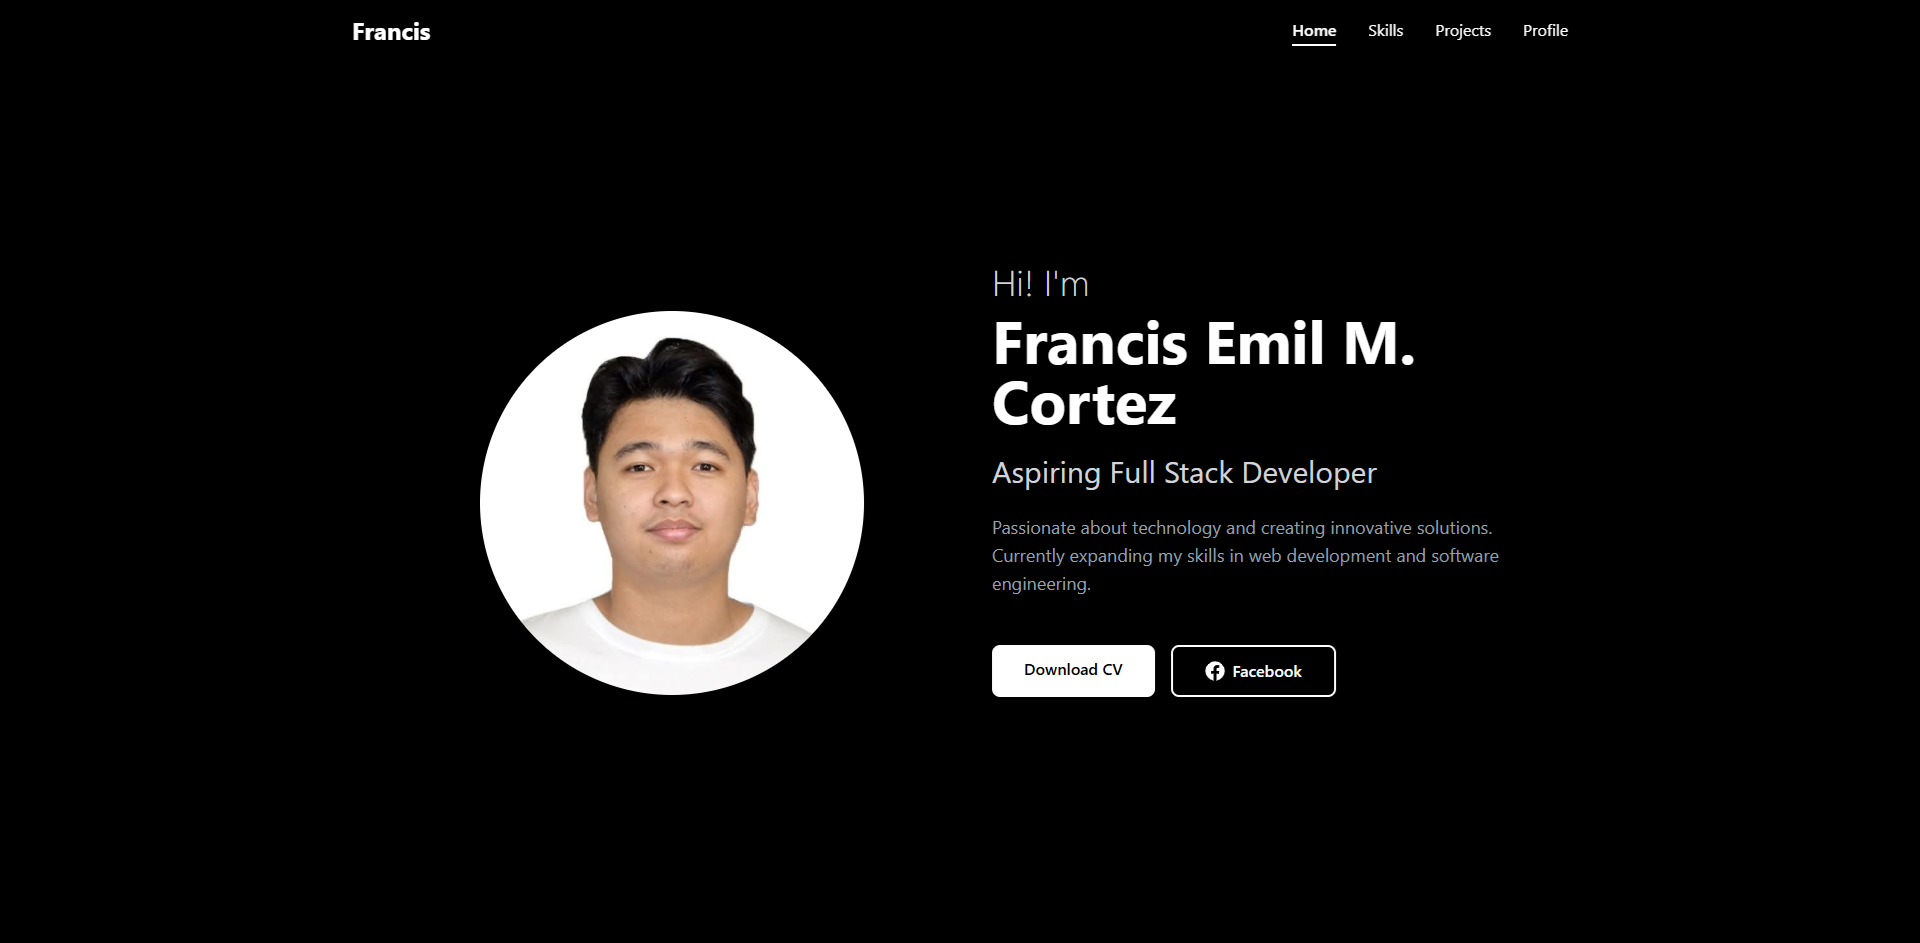 Francis
Home Skills Projects Profile
Hi! I'm
Francis Emil M.
Cortez
Aspiring Full Stack Developer
Passionate about technology and creating innovative solutions.
Currently expanding my skills in web development and software
engineering.
Download CV
Facebook